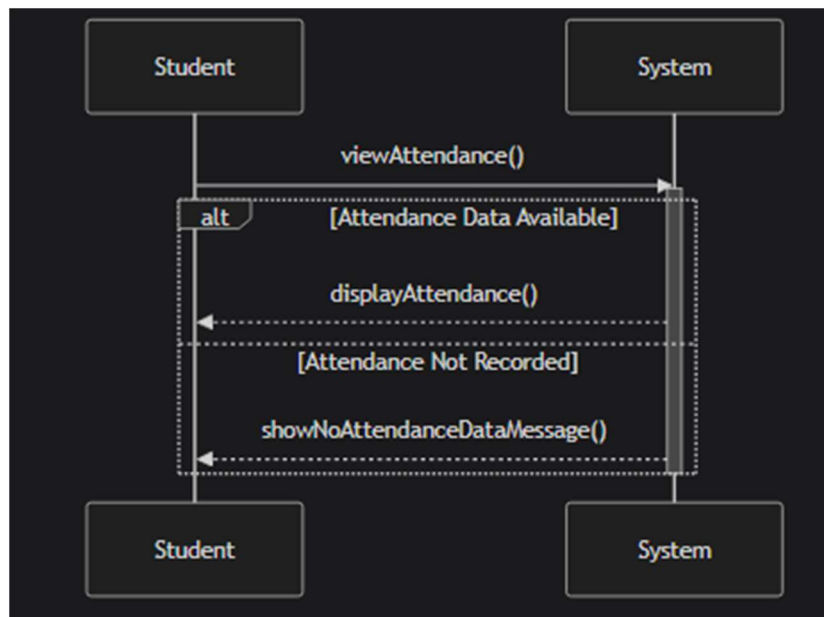 Student
System
viewAttendance()
alt
[Attendance Data Available]
displayAttendance()
[Attendance Not Recorded]
showNoAttendanceDataMessage()
Student
System